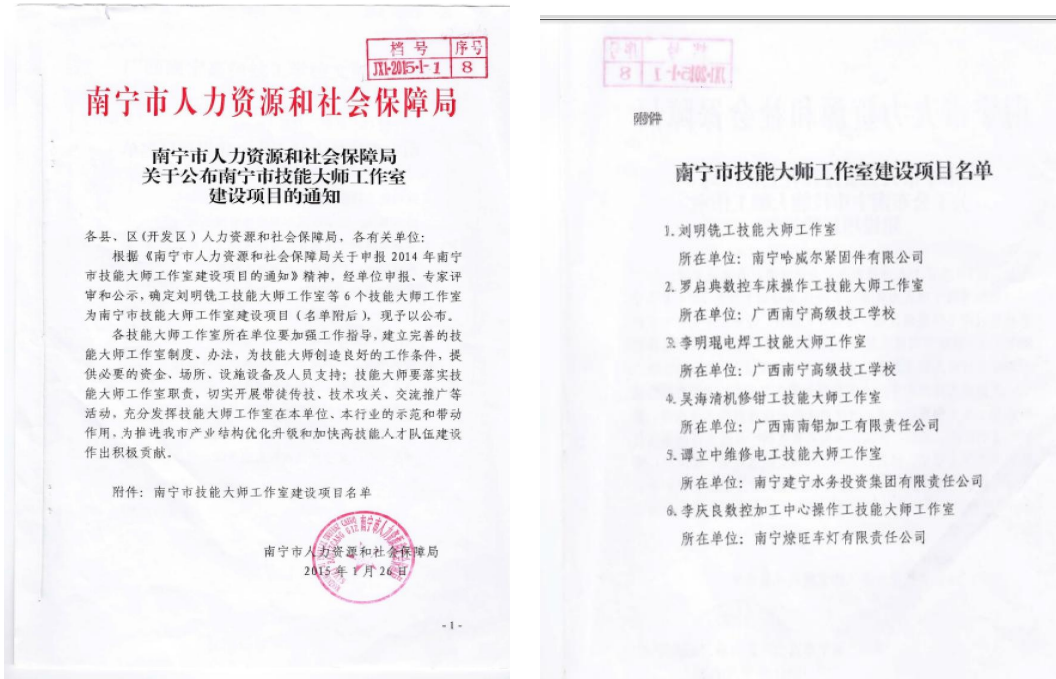 档号 序号
JX1-2015-1-1 8
南宁市人力资源和社会保障局
南宁市人力资源和社会保障局
关于公布南宁市技能大师工作室
建设项目的通知
各县、区(开发区)人力资源和社会保障局，各有关单位：
根据《南宁市人力资源和社会保障局关于申报2014年南宁
市技能大师工作室建设项目的通知》精神，经单位申报、专家评
审和公示，确定刘明铣工技能大师工作室等6个技能大师工作室
为南宁市技能大师工作室建设项目（名单附后），现予以公布。
各技能大师工作室所在单位要加强工作指导，建立完善的技
能大师工作室制度、办法，为技能大师创造良好的工作条件，提
供必要的资金、场所、设施设备及人员支持；技能大师要落实技
能大师工作室职责，切实开展带徒传技、技术攻关、交流推广等
活动，充分发挥技能大师工作室在本单位、本行业的示范和带动
作用，为推进我市产业结构优化升级和加快高技能人才队伍建设
作出积极贡献。
附件：南宁市技能大师工作室建设项目名单
南宁市人力资源和社会保障局
2015年1月26日
-1-
附件
南宁市技能大师工作室建设项目名单
1.刘明铣工技能大师工作室
所在单位：南宁哈威尔紧固件有限公司
2.罗启典数控车床操作工技能大师工作室
所在单位：广西南宁高级技工学校
3.李明琨电焊工技能大师工作室
所在单位：广西南宁高级技工学校
4.吴海清机修钳工技能大师工作室
所在单位：广西南南铝加工有限责任公司
5.谭立中维修电工技能大师工作室
所在单位：南宁建宁水务投资集团有限责任公司
6.李庆良数控加工中心操作工技能大师工作室
所在单位：南宁燎旺车灯有限责任公司